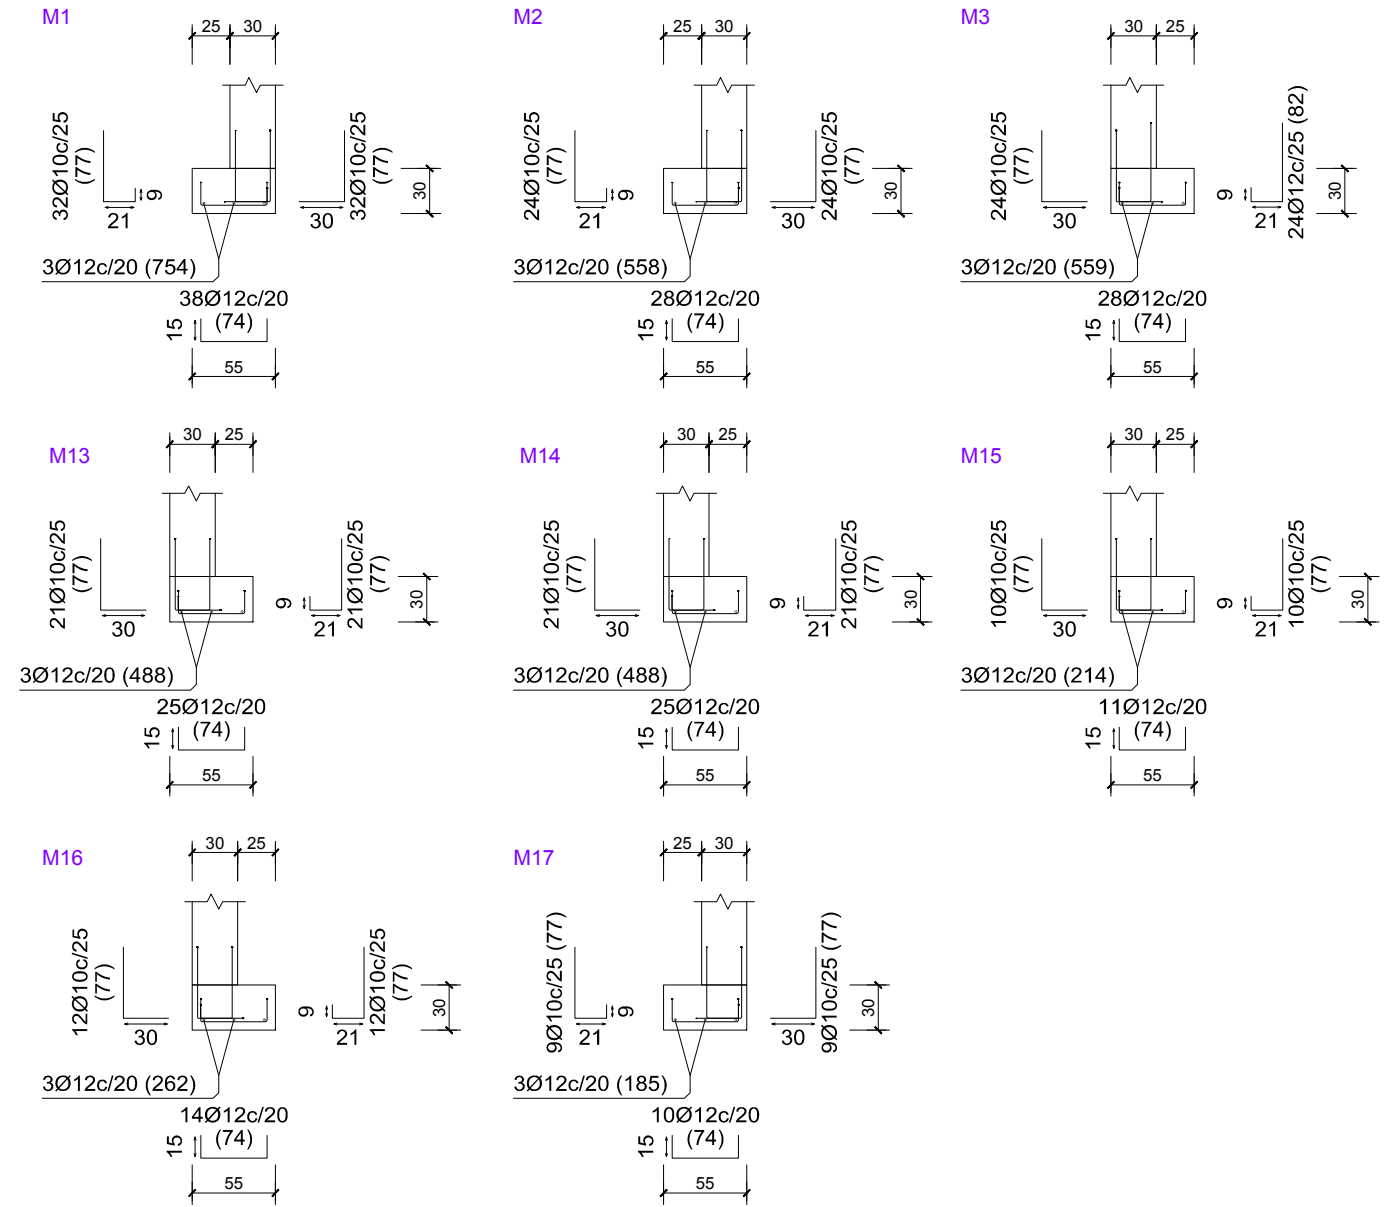 M1
25 30
32Ø10c/25
(77)
21
9
30
32Ø10c/25
(77)
30
3Ø12c/20 (754)
38Ø12c/20
(74)
15
55
M2
25 30
24Ø10c/25
(77)
21
9
30
24Ø10c/25
(77)
30
3Ø12c/20 (558)
28Ø12c/20
(74)
15
55
M3
30 25
24Ø10c/25
(77)
30
9
21
24Ø12c/25 (82)
30
3Ø12c/20 (559)
28Ø12c/20
(74)
15
55
M13
30 25
21Ø10c/25
(77)
30
9
21
21Ø10c/25
(77)
30
3Ø12c/20 (488)
25Ø12c/20
(74)
15
55
M14
30 25
21Ø10c/25
(77)
30
9
21
21Ø10c/25
(77)
30
3Ø12c/20 (488)
25Ø12c/20
(74)
15
55
M15
30 25
10Ø10c/25
(77)
30
9
21
10Ø10c/25
(77)
30
3Ø12c/20 (214)
11Ø12c/20
(74)
15
55
M16
30 25
12Ø10c/25
(77)
30
9
21
12Ø10c/25
(77)
30
3Ø12c/20 (262)
14Ø12c/20
(74)
15
55
M17
25 30
9Ø10c/25 (77)
21
9
30
9Ø10c/25 (77)
30
3Ø12c/20 (185)
10Ø12c/20
(74)
15
55